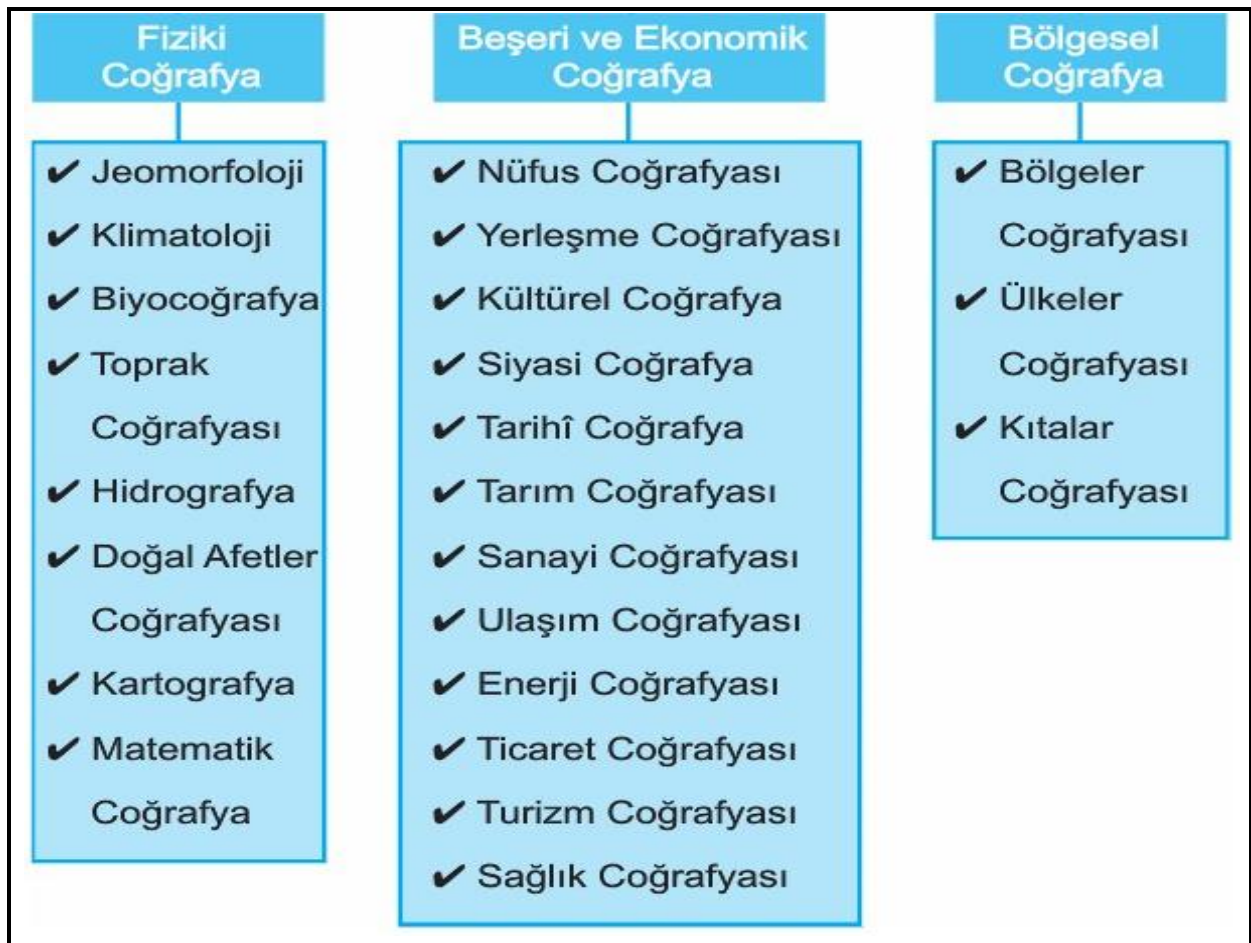 Fiziki
Coğrafya
✔ Jeomorfoloji
✔ Klimatoloji
✔ Biyocoğrafya
✔ Toprak
Coğrafyası
✔ Hidrografya
✔ Doğal Afetler
Coğrafyası
✔ Kartografya
✔ Matematik
Coğrafya
Beşeri ve Ekonomik
Coğrafya
✔ Nüfus Coğrafyası
✔ Yerleşme Coğrafyası
✔ Kültürel Coğrafya
✔ Siyasi Coğrafya
✔ Tarihî Coğrafya
✔ Tarım Coğrafyası
✔ Sanayi Coğrafyası
✔ Ulaşım Coğrafyası
✔ Enerji Coğrafyası
✔ Ticaret Coğrafyası
✔ Turizm Coğrafyası
✔ Sağlık Coğrafyası
Bölgesel
Coğrafya
✔ Bölgeler
Coğrafyası
✔ Ülkeler
Coğrafyası
✔ Kıtalar
Coğrafyası